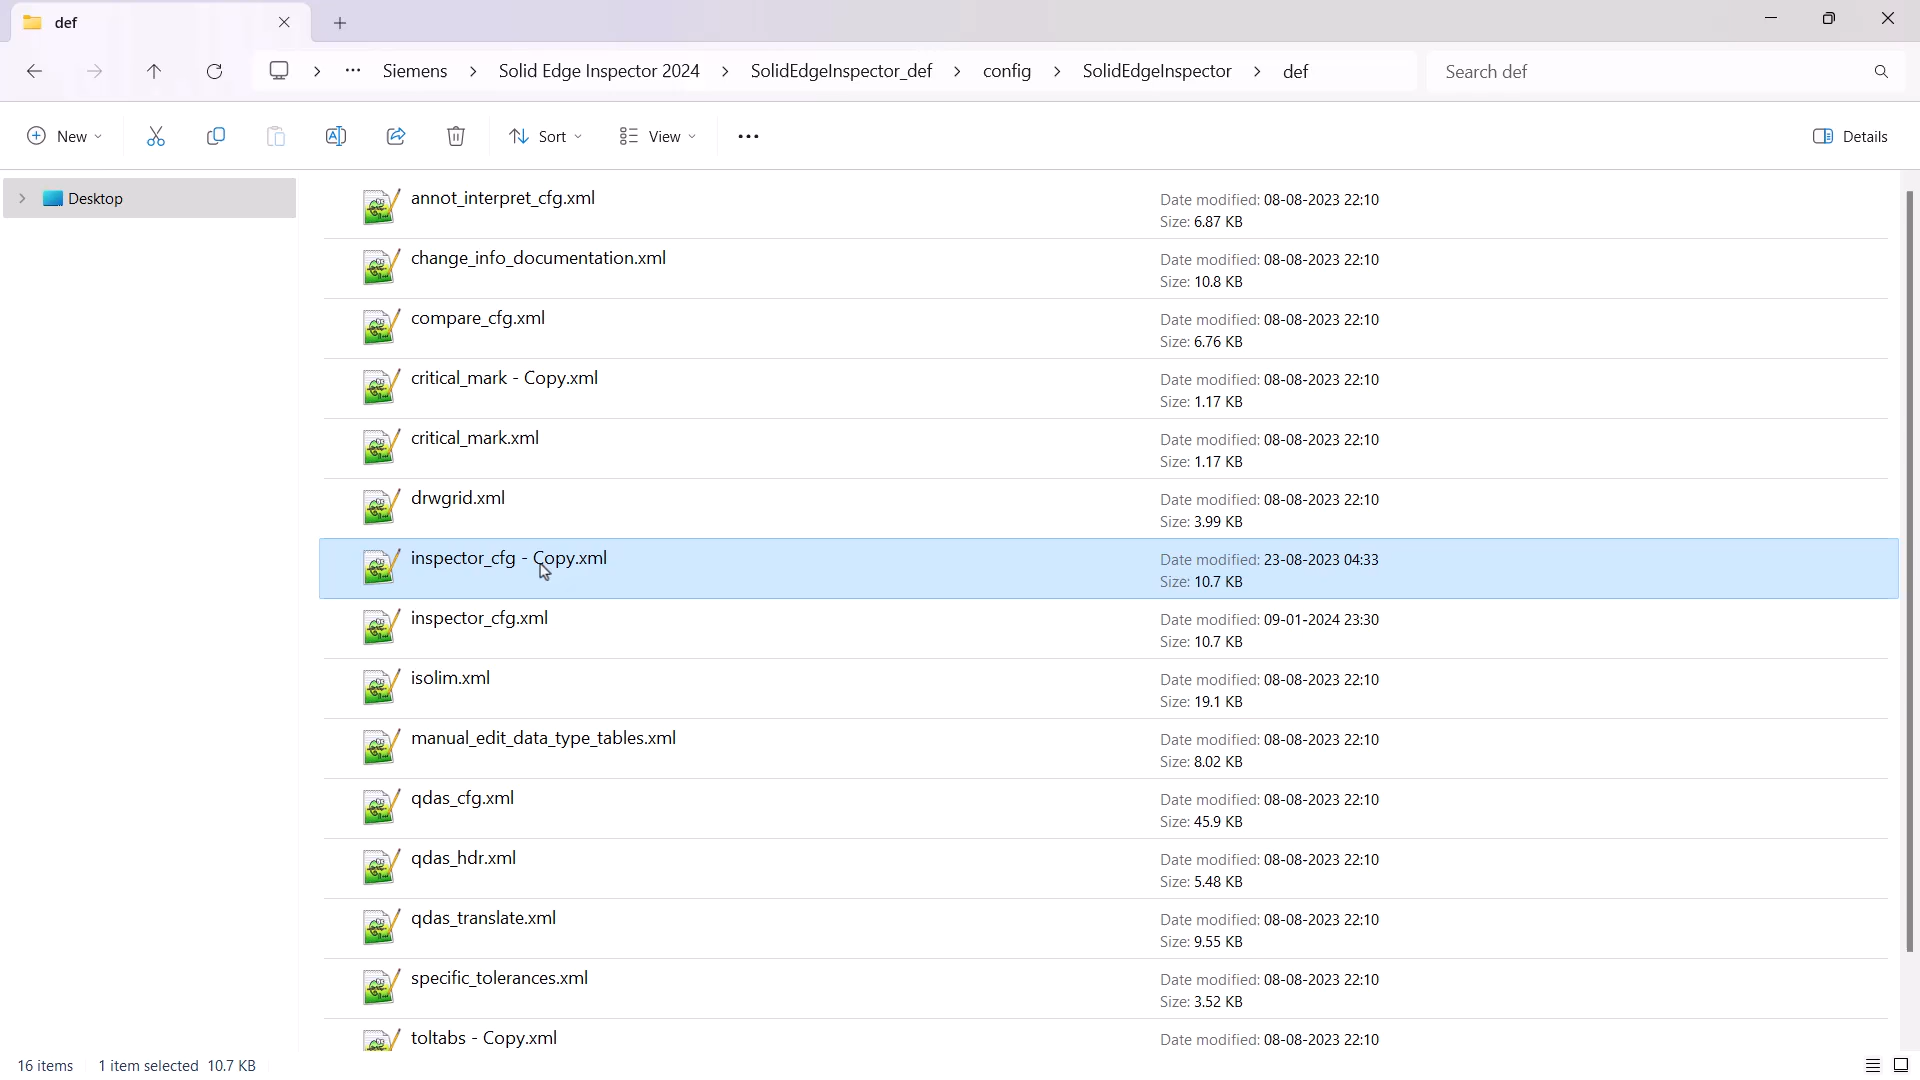 def
Siemens > Solid Edge Inspector 2024 > SolidEdgeInspector_def > config > SolidEdgeInspector > def
Search def
New
Sort
View
Details
Desktop
annot_interpret_cfg.xml
Date modified: 08-08-2023 22:10
Size: 6.87 KB
change_info_documentation.xml
Date modified: 08-08-2023 22:10
Size: 10.8 KB
compare_cfg.xml
Date modified: 08-08-2023 22:10
Size: 6.76 KB
critical_mark - Copy.xml
Date modified: 08-08-2023 22:10
Size: 1.17 KB
critical_mark.xml
Date modified: 08-08-2023 22:10
Size: 1.17 KB
drwgrid.xml
Date modified: 08-08-2023 22:10
Size: 3.99 KB
inspector_cfg - Copy.xml
Date modified: 23-08-2023 04:33
Size: 10.7 KB
inspector_cfg.xml
Date modified: 09-01-2024 23:30
Size: 10.7 KB
isolim.xml
Date modified: 08-08-2023 22:10
Size: 19.1 KB
manual_edit_data_type_tables.xml
Date modified: 08-08-2023 22:10
Size: 8.02 KB
qdas_cfg.xml
Date modified: 08-08-2023 22:10
Size: 45.9 KB
qdas_hdr.xml
Date modified: 08-08-2023 22:10
Size: 5.48 KB
qdas_translate.xml
Date modified: 08-08-2023 22:10
Size: 9.55 KB
specific_tolerances.xml
Date modified: 08-08-2023 22:10
Size: 3.52 KB
toltabs - Copy.xml
Date modified: 08-08-2023 22:10
16 items 1 item selected 10.7 KB